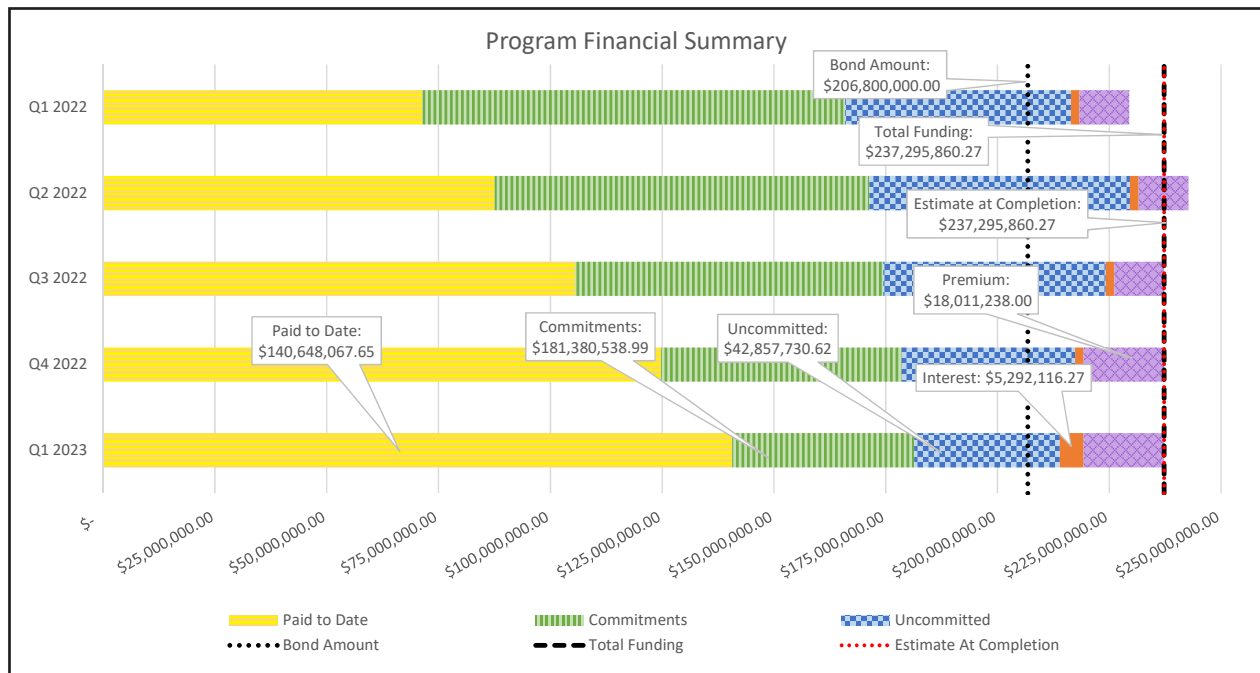 Program Financial Summary
Bond Amount:
$206,800,000.00
Q1 2022
Total Funding:
$237,295,860.27
Q2 2022
Estimate at Completion:
$237,295,860.27
Q3 2022
Premium:
$18,011,238.00
Paid to Date:
$140,648,067.65
Commitments:
$181,380,538.99
Uncommitted:
$42,857,730.62
Q4 2022
Interest: $5,292,116.27
Q1 2023
$-
$25,000,000.00
$50,000,000.00
$75,000,000.00
$100,000,000.00
$125,000,000.00
$150,000,000.00
$175,000,000.00
$200,000,000.00
$225,000,000.00
$250,000,000.00
Paid to Date
Commitments
Uncommitted
Bond Amount
Total Funding
Estimate At Completion